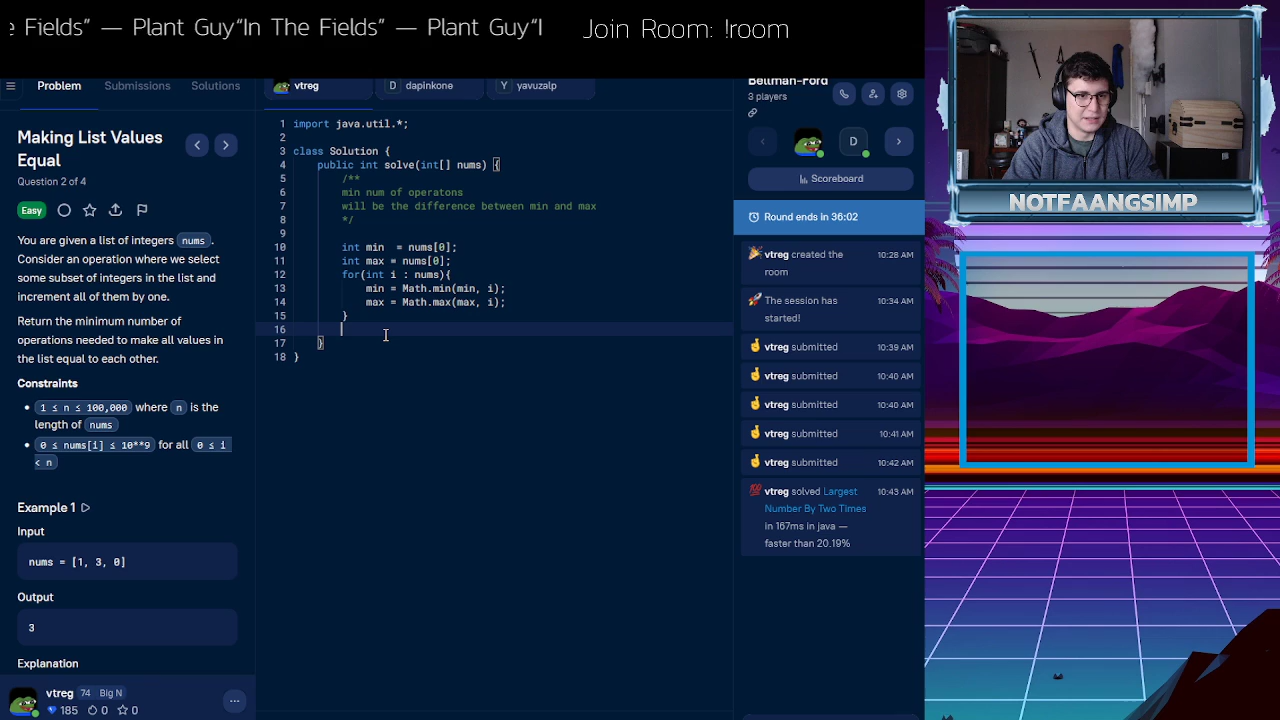 e Fields” — Plant Guy“In The Fields” — Plant Guy“I
Join Room: !room
Problem
Submissions
Solutions
Making List Values
Equal
Question 2 of 4
Easy
You are given a list of integers nums .
Consider an operation where we select
some subset of integers in the list and
increment all of them by one.
Return the minimum number of
operations needed to make all values in
the list equal to each other.
Constraints
1 ≤ n ≤ 100,000 where n is the
length of nums
0 ≤ nums[i] ≤ 10**9 for all 0 ≤ i
< n
Example 1
Input
nums = [1, 3, 0]
Output
3
Explanation
vtreg 74 Big N
185 0 0
vtreg
D dapinkone
Y yavuzalp
1 import java.util.*;
2
3 class Solution {
4 public int solve(int[] nums) {
5 /**
6 min num of operatons
7 will be the difference between min and max
8 */
9
10 int min  = nums[0];
11 int max = nums[0];
12 for(int i : nums){
13 min = Math.min(min, i);
14 max = Math.max(max, i);
15 }
16
17 }
18 }
Bellman-Ford
3 players
D
Scoreboard
Round ends in 36:02
vtreg created the room 10:28 AM
🚀 The session has started! 10:34 AM
vtreg submitted 10:39 AM
vtreg submitted 10:40 AM
vtreg submitted 10:40 AM
vtreg submitted 10:41 AM
vtreg submitted 10:42 AM
💯 vtreg solved Largest 10:43 AM
Number By Two Times
in 167ms in java —
faster than 20.19%
NOTFAANGSIMP